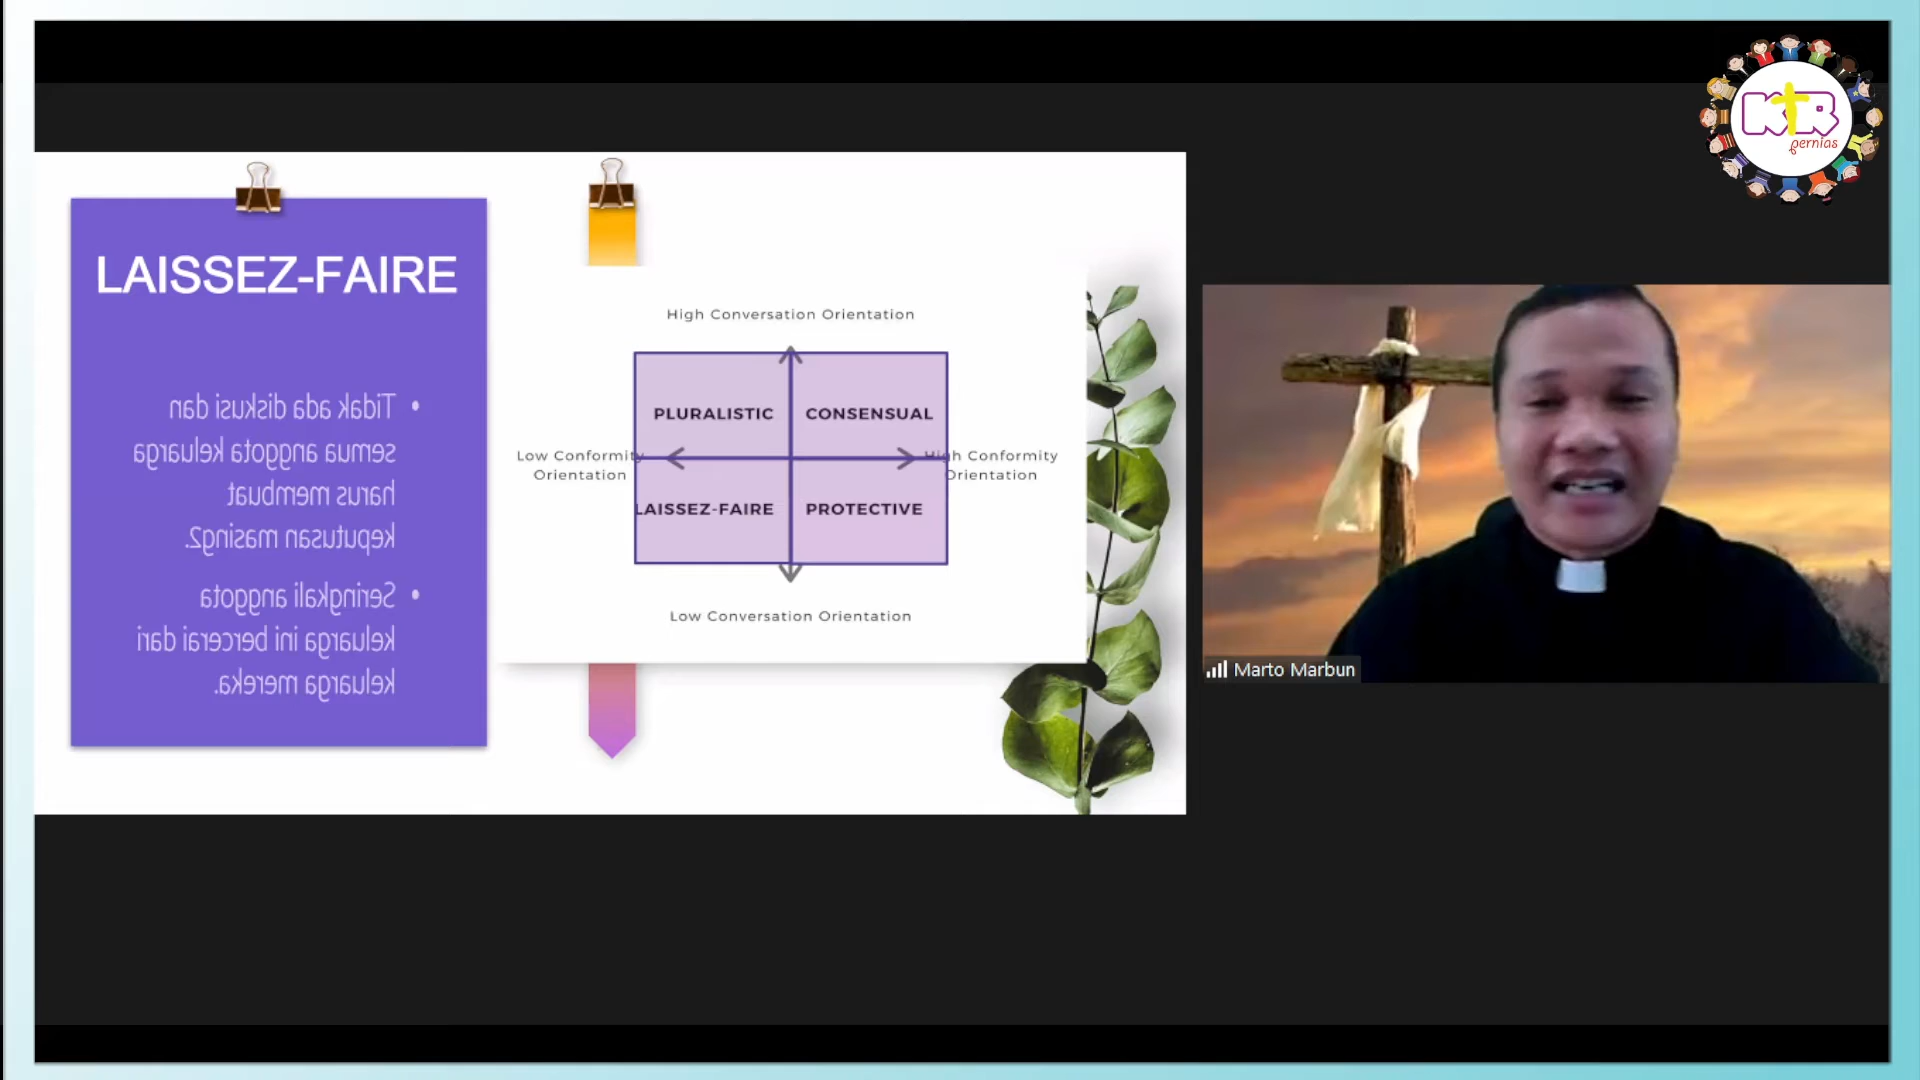 KTR
gernias
LAISSEZ-FAIRE
• Tidak ada diskusi dan
semua anggota keluarga
harus membuat
keputusan masing2.
• Seringkali anggota
keluarga ini bercerai dari
keluarga mereka.
High Conversation Orientation
PLURALISTIC
CONSENSUAL
Low Conformity
Orientation
High Conformity
Orientation
LAISSEZ-FAIRE
PROTECTIVE
Low Conversation Orientation
Marto Marbun